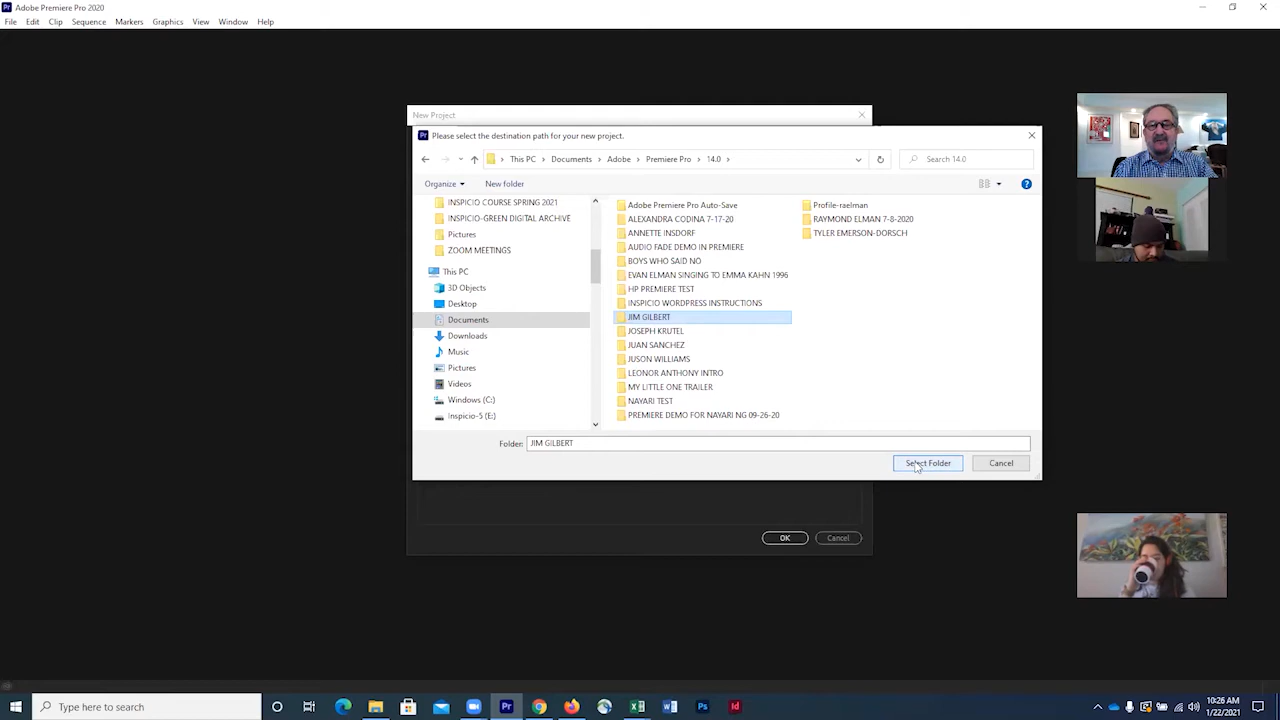 Adobe Premiere Pro 2020
File Edit Clip Sequence Markers Graphics View Window Help
New Project
Please select the destination path for your new project.
This PC > Documents > Adobe > Premiere Pro > 14.0 >
Search 14.0
Organize
New folder
INSPICIO COURSE SPRING 2021
INSPICIO-GREEN DIGITAL ARCHIVE
Pictures
ZOOM MEETINGS
This PC
3D Objects
Desktop
Documents
Downloads
Music
Pictures
Videos
Windows (C:)
Inspicio-5 (E:)
Adobe Premiere Pro Auto-Save
ALEXANDRA CODINA 7-17-20
ANNETTE INSDORF
AUDIO FADE DEMO IN PREMIERE
BOYS WHO SAID NO
EVAN ELMAN SINGING TO EMMA KAHN 1996
HP PREMIERE TEST
INSPICIO WORDPRESS INSTRUCTIONS
JIM GILBERT
JOSEPH KRUTEL
JUAN SANCHEZ
JUSON WILLIAMS
LEONOR ANTHONY INTRO
MY LITTLE ONE TRAILER
NAYARI TEST
PREMIERE DEMO FOR NAYARI NG 09-26-20
Profile-raelman
RAYMOND ELMAN 7-8-2020
TYLER EMERSON-DORSCH
Folder: JIM GILBERT
Select Folder
Cancel
OK
Cancel
Type here to search
10:26 AM
1/22/2021